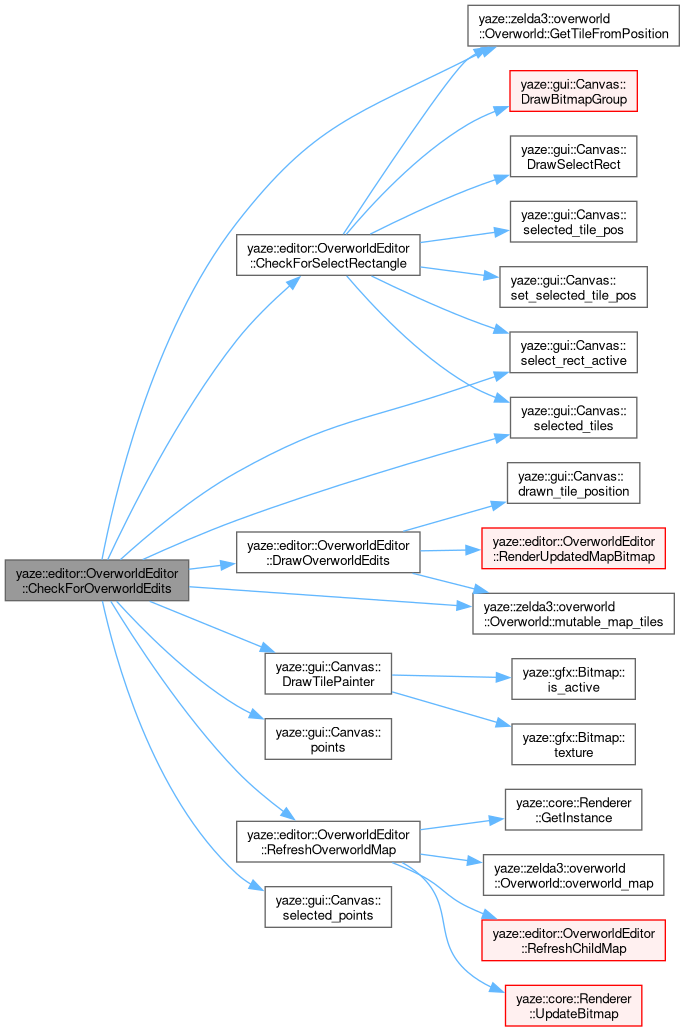 yaze::zelda3::overworld
::Overworld::GetTileFromPosition
yaze::gui::Canvas::
DrawBitmapGroup
yaze::gui::Canvas::
DrawSelectRect
yaze::gui::Canvas::
selected_tile_pos
yaze::editor::OverworldEditor
::CheckForSelectRectangle
yaze::gui::Canvas::
set_selected_tile_pos
yaze::gui::Canvas::
select_rect_active
yaze::gui::Canvas::
selected_tiles
yaze::gui::Canvas::
drawn_tile_position
yaze::editor::OverworldEditor
::DrawOverworldEdits
yaze::editor::OverworldEditor
::RenderUpdatedMapBitmap
yaze::editor::OverworldEditor
::CheckForOverworldEdits
yaze::zelda3::overworld
::Overworld::mutable_map_tiles
yaze::gui::Canvas::
DrawTilePainter
yaze::gfx::Bitmap::
is_active
yaze::gui::Canvas::
points
yaze::gfx::Bitmap::
texture
yaze::core::Renderer
::GetInstance
yaze::editor::OverworldEditor
::RefreshOverworldMap
yaze::zelda3::overworld
::Overworld::overworld_map
yaze::gui::Canvas::
selected_points
yaze::editor::OverworldEditor
::RefreshChildMap
yaze::core::Renderer
::UpdateBitmap